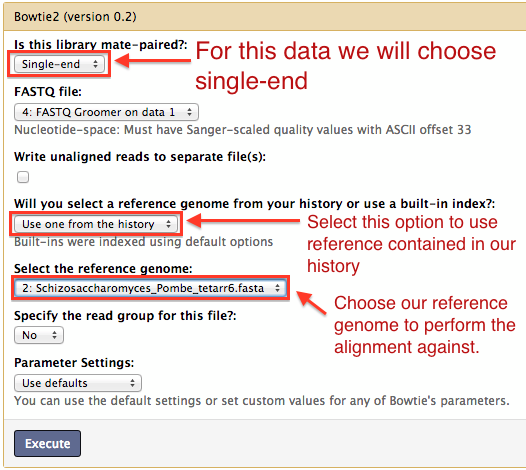 Bowtie2 (version 0.2)
Is this library mate-paired?:
Single-end
For this data we will choose
single-end
FASTQ file:
4: FASTQ Groomer on data 1
Nucleotide-space: Must have Sanger-scaled quality values with ASCII offset 33
Write unaligned reads to separate file(s):
Will you select a reference genome from your history or use a built-in index?:
Use one from the history
Built-ins were indexed using default options
Select this option to use
reference contained in our
history
Select the reference genome:
2: Schizosaccharomyces_Pombe_tetarr6.fasta
Choose our reference
genome to perform the
alignment against.
Specify the read group for this file?:
No
Parameter Settings:
Use defaults
You can use the default settings or set custom values for any of Bowtie's parameters.
Execute